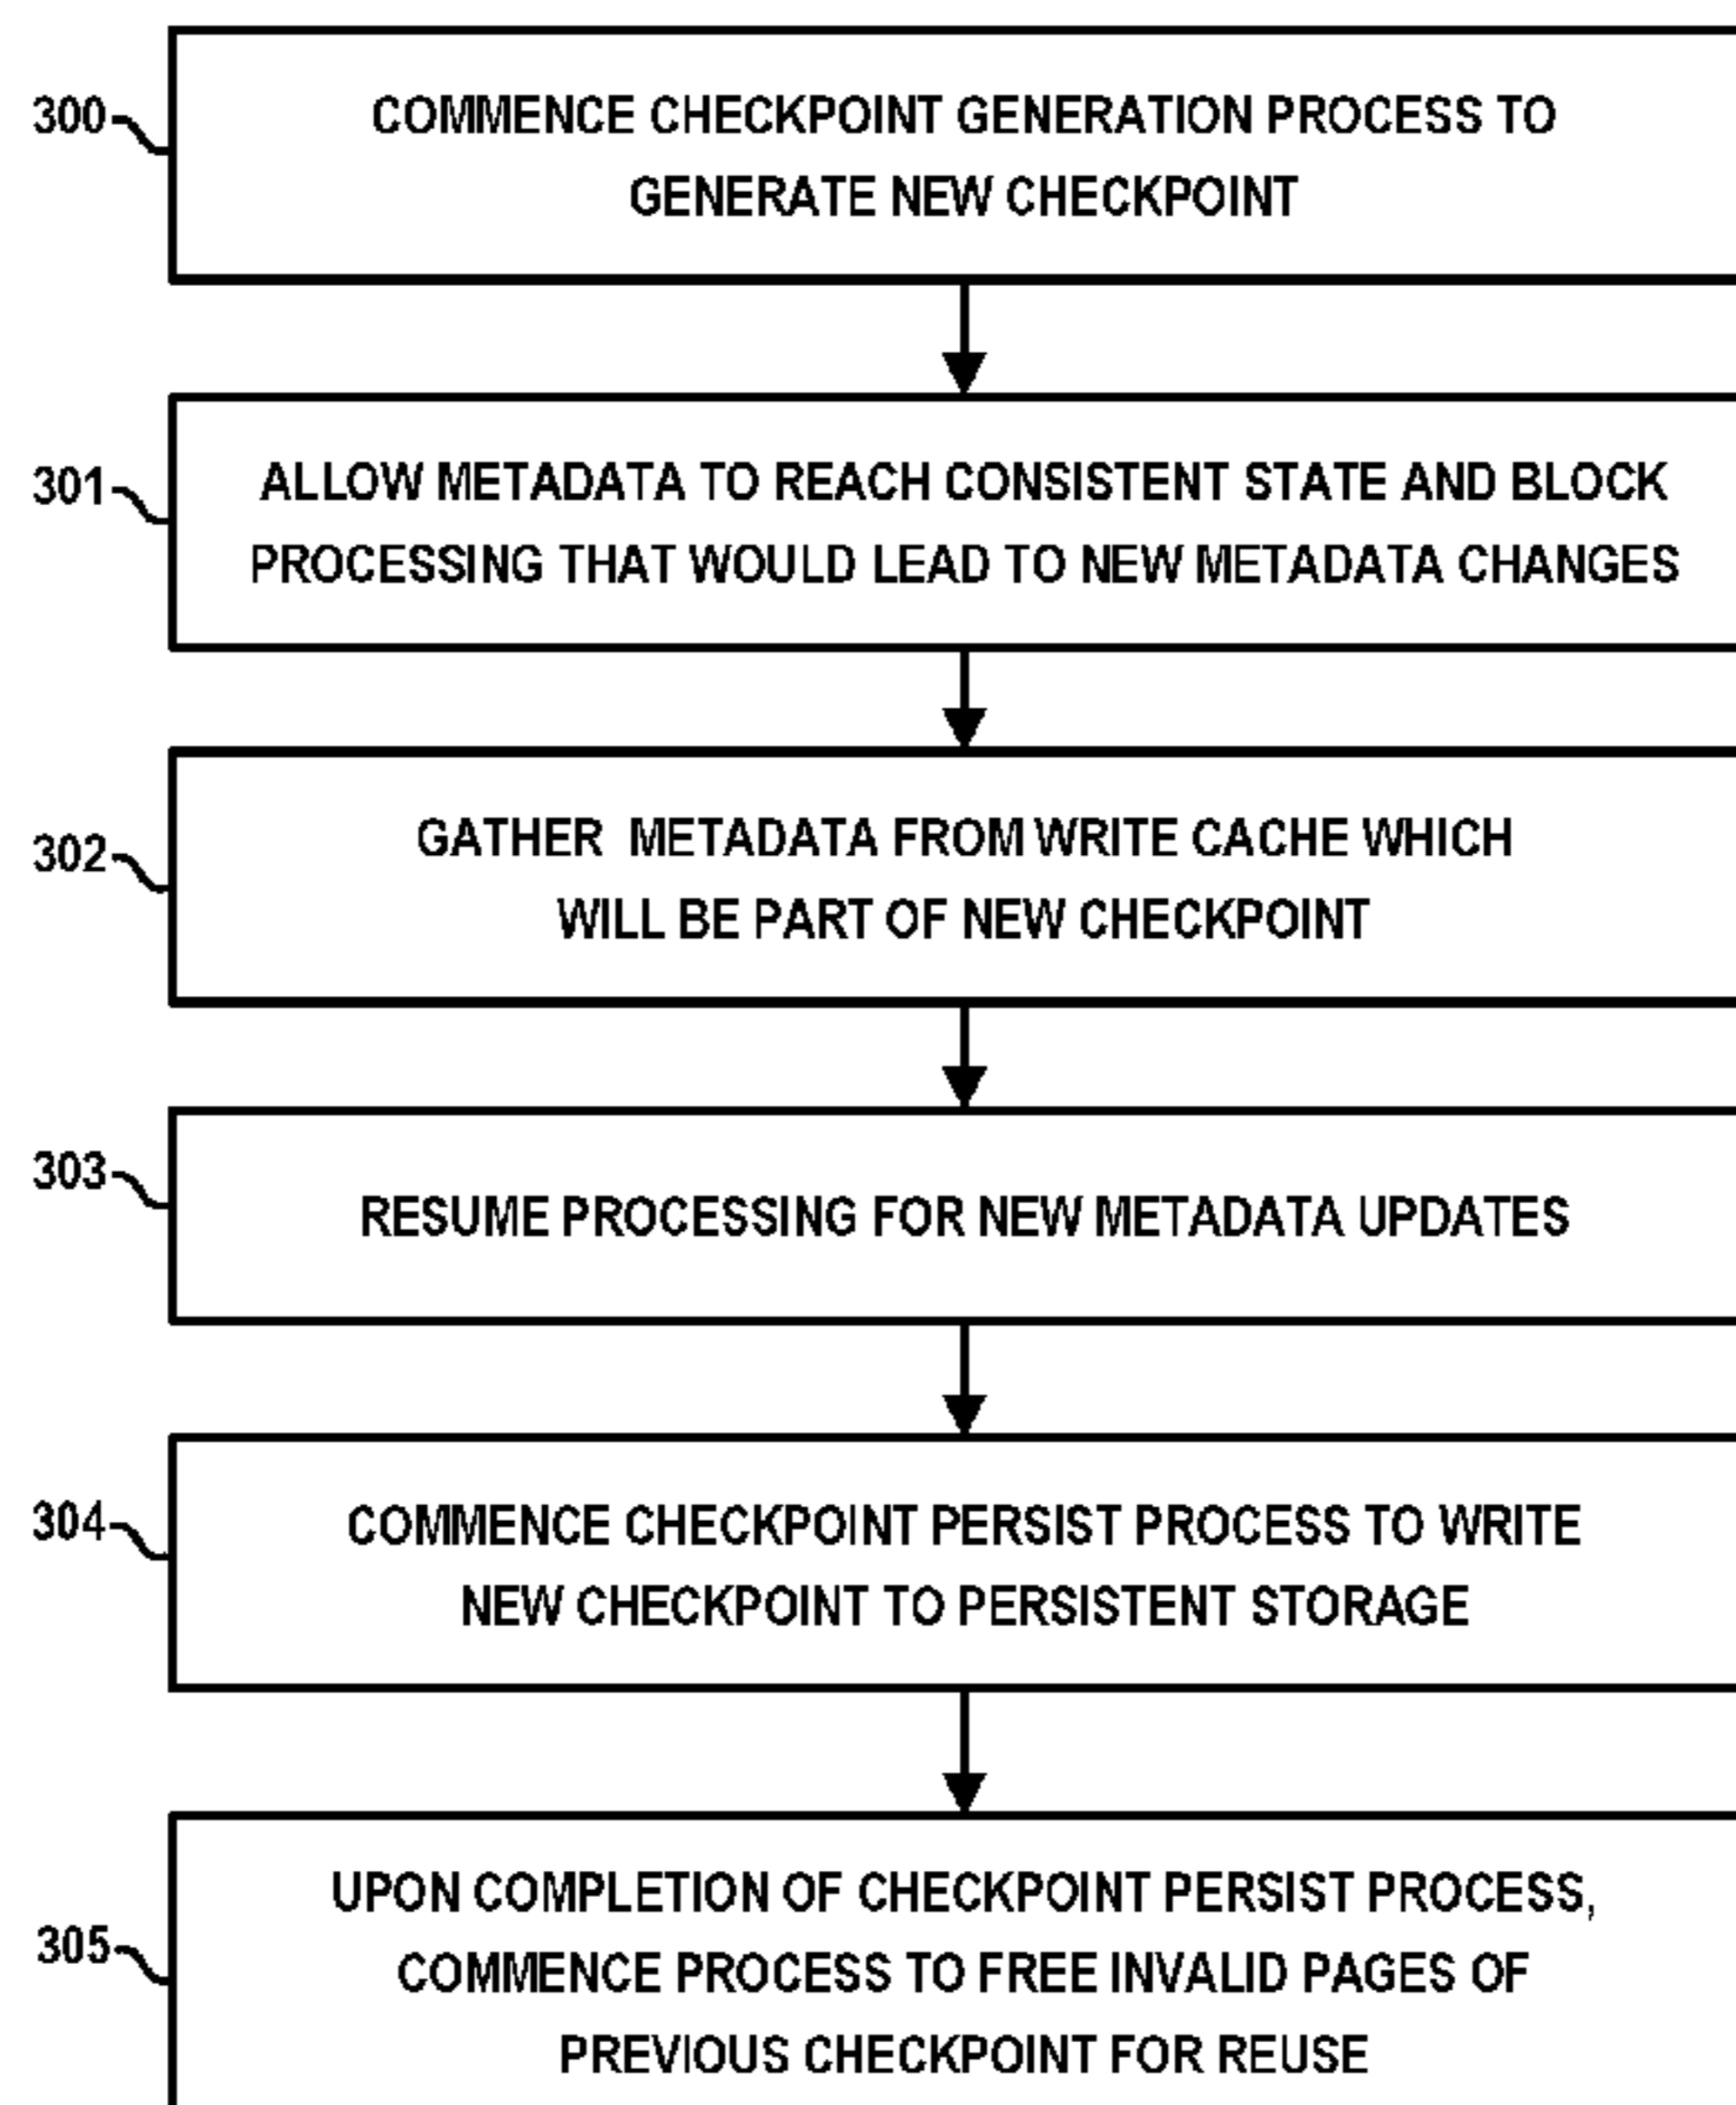 300
COMMENCE CHECKPOINT GENERATION PROCESS TO
GENERATE NEW CHECKPOINT
301
ALLOW METADATA TO REACH CONSISTENT STATE AND BLOCK
PROCESSING THAT WOULD LEAD TO NEW METADATA CHANGES
302
GATHER METADATA FROM WRITE CACHE WHICH
WILL BE PART OF NEW CHECKPOINT
303
RESUME PROCESSING FOR NEW METADATA UPDATES
304
COMMENCE CHECKPOINT PERSIST PROCESS TO WRITE
NEW CHECKPOINT TO PERSISTENT STORAGE
305
UPON COMPLETION OF CHECKPOINT PERSIST PROCESS,
COMMENCE PROCESS TO FREE INVALID PAGES OF
PREVIOUS CHECKPOINT FOR REUSE